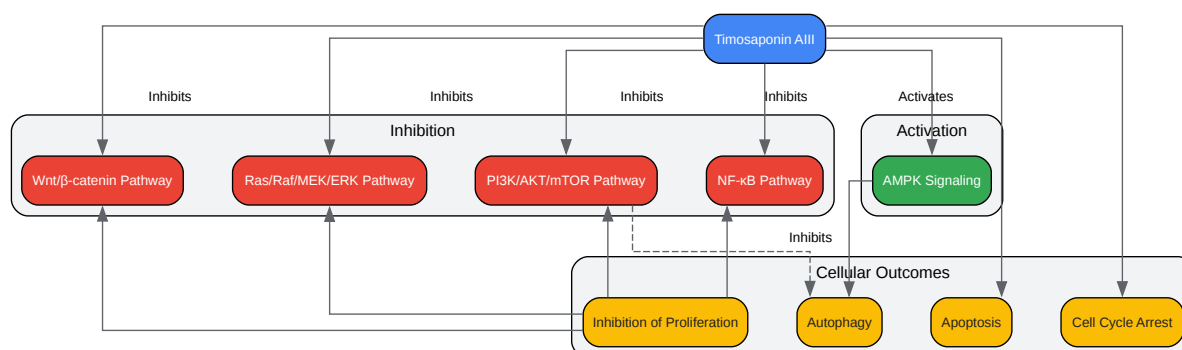 Timosaponin AIII
Inhibits
Inhibits
Inhibits
Inhibits
Activates
Inhibition
Activation
Wnt/β-catenin Pathway
Ras/Raf/MEK/ERK Pathway
PI3K/AKT/mTOR Pathway
NF-κB Pathway
AMPK Signaling
Inhibits
Cellular Outcomes
Inhibition of Proliferation
Autophagy
Apoptosis
Cell Cycle Arrest